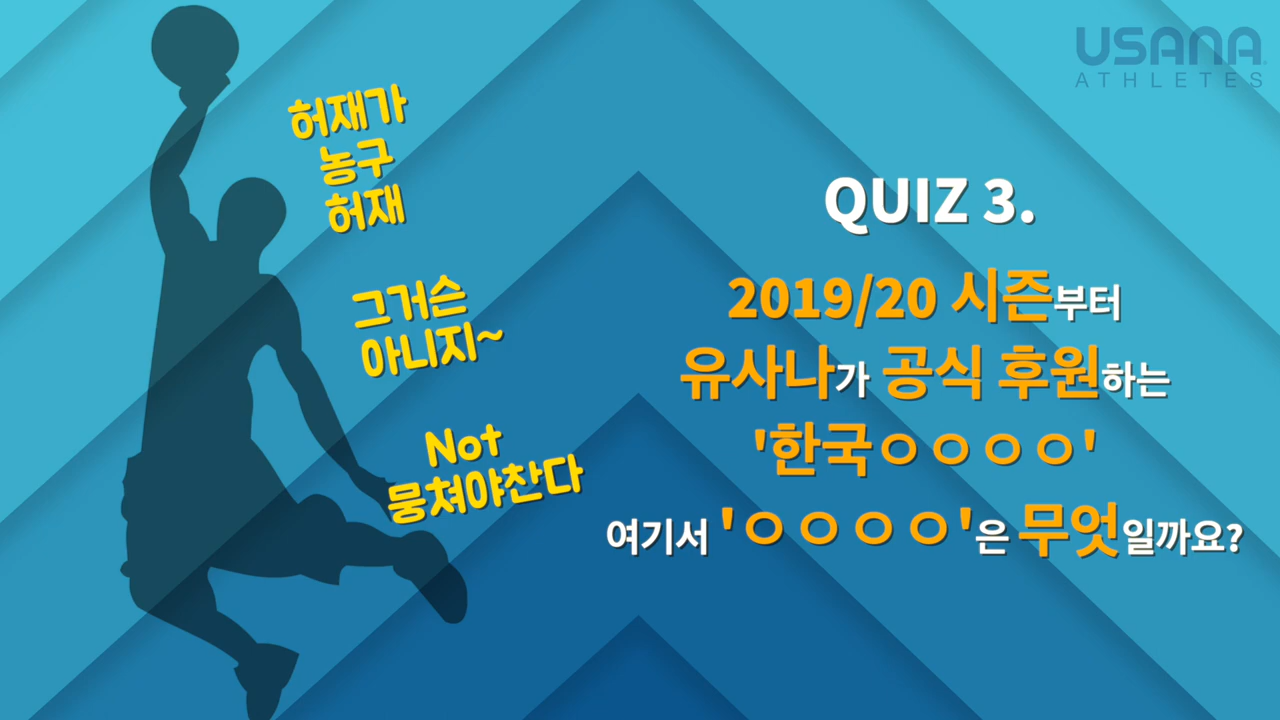 USANA
ATHLETES
허재가
농구
허재
그거슨
아니지~
Not
뭉쳐야찬다
QUIZ 3.
2019/20 시즌부터
유사나가 공식 후원하는
'한국ㅇㅇㅇㅇ'
여기서 'ㅇㅇㅇㅇ'은 무엇일까요?